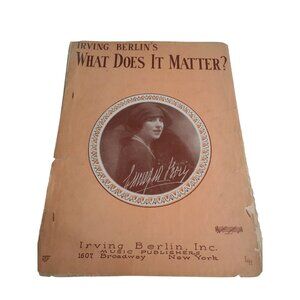 IRVING BERLIN'S
WHAT DOES IT MATTER?
Irving Berlin, Inc.
MUSIC PUBLISHERS
1607 Broadway New York